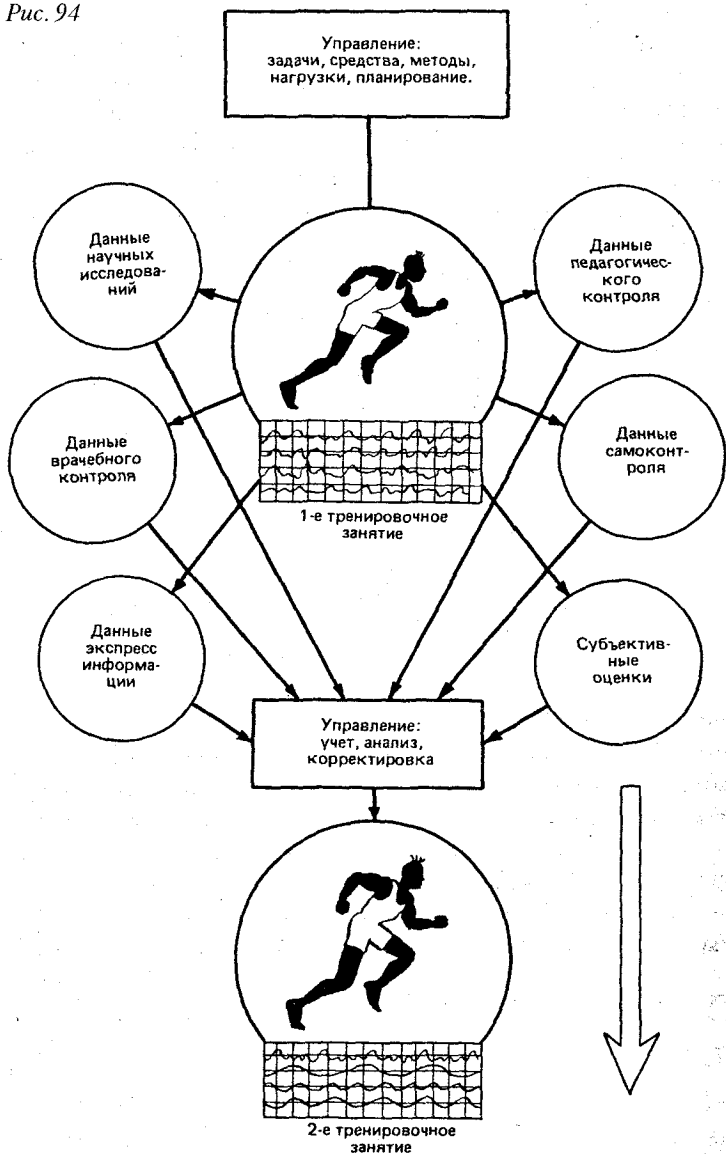 Рис. 94
Управление:
задачи, средства, методы,
нагрузки, планирование.
Данные
научных
исследова-
ний
Данные
педагогичес-
кого
контроля
Данные
врачебного
контроля
Данные
самоконт-
роля
1-е тренировочное
занятие
Данные
экспресс
информа-
ции
Субъектив-
ные
оценки
Управление:
учет, анализ,
корректировка
2-е тренировочное
занятие